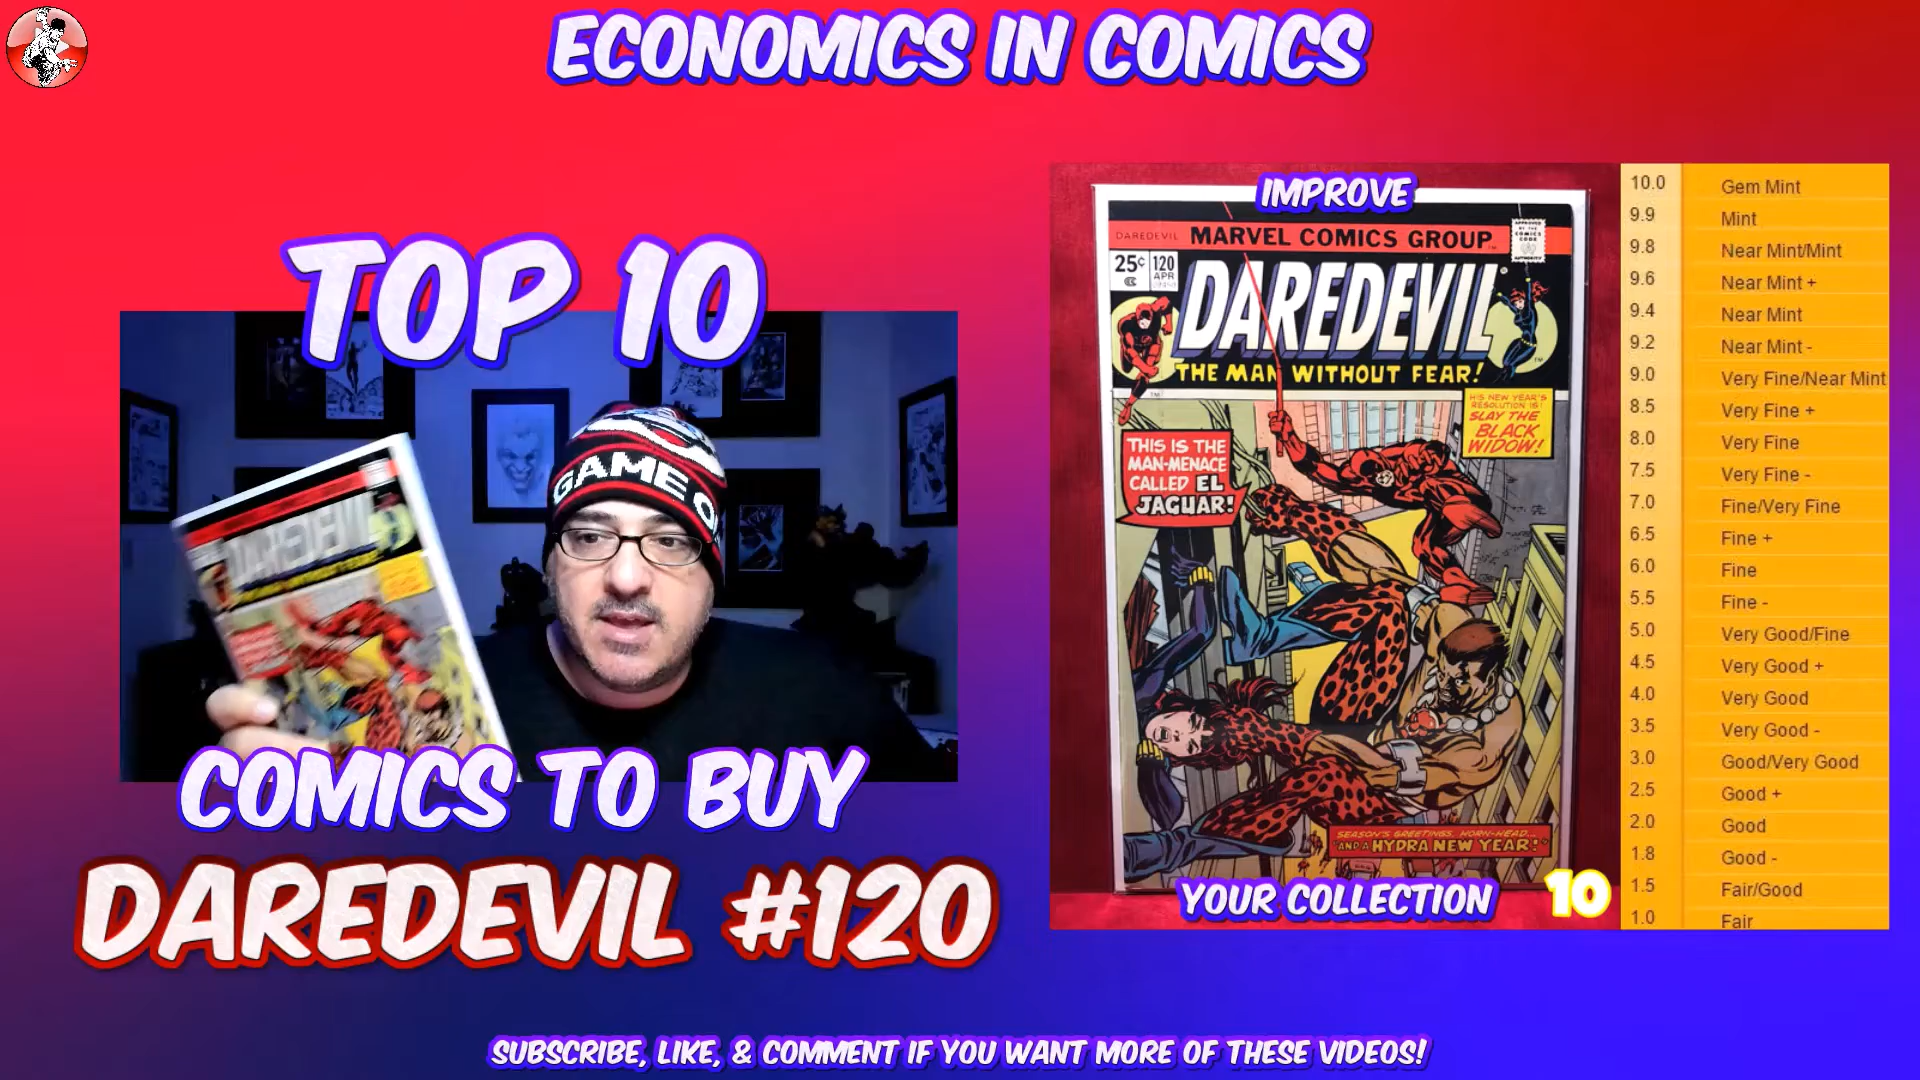 ECONOMICS IN COMICS
TOP 10
GAME O
DAREDEVIL
COMICS TO BUY
DAREDEVIL #120
IMPROVE
DAREDEVIL MARVEL COMICS GROUP
APPROVED
BY THE
COMICS
CODE
AUTHORITY
25¢
120
APR
DAREDEVIL
THE MAN WITHOUT FEAR!
HIS NEW YEAR'S
RESOLUTION IS:
SLAY THE
BLACK
WIDOW!
THIS IS THE
MAN-MENACE
CALLED EL
JAGUAR!
SEASON'S GREETINGS, HORN-HEAD...
"AND A HYDRA NEW YEAR!"
YOUR COLLECTION
10
10.0 Gem Mint
9.9 Mint
9.8 Near Mint/Mint
9.6 Near Mint +
9.4 Near Mint
9.2 Near Mint -
9.0 Very Fine/Near Mint
8.5 Very Fine +
8.0 Very Fine
7.5 Very Fine -
7.0 Fine/Very Fine
6.5 Fine +
6.0 Fine
5.5 Fine -
5.0 Very Good/Fine
4.5 Very Good +
4.0 Very Good
3.5 Very Good -
3.0 Good/Very Good
2.5 Good +
2.0 Good
1.8 Good -
1.5 Fair/Good
1.0 Fair
SUBSCRIBE, LIKE, & COMMENT IF YOU WANT MORE OF THESE VIDEOS!